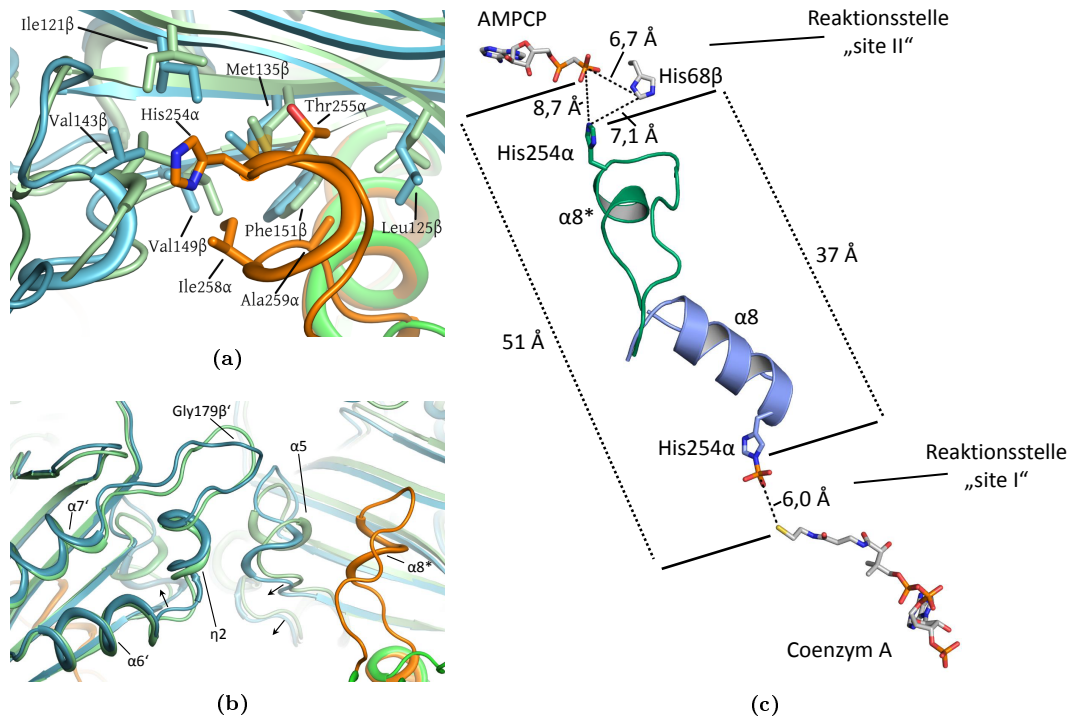 Ile121β
Met135β
His254α
Thr255α
Val143β
Val149β
Phe151β
Leu125β
Ile258α
Ala259α
(a)
Gly179β‘
α5
α7‘
α8*
η2
α6‘
(b)
AMPCP
Reaktionsstelle
„site II“
6,7 Å
His68β
8,7 Å
7,1 Å
His254α
α8*
37 Å
α8
51 Å
His254α
Reaktionsstelle
„site I“
6,0 Å
Coenzym A
(c)